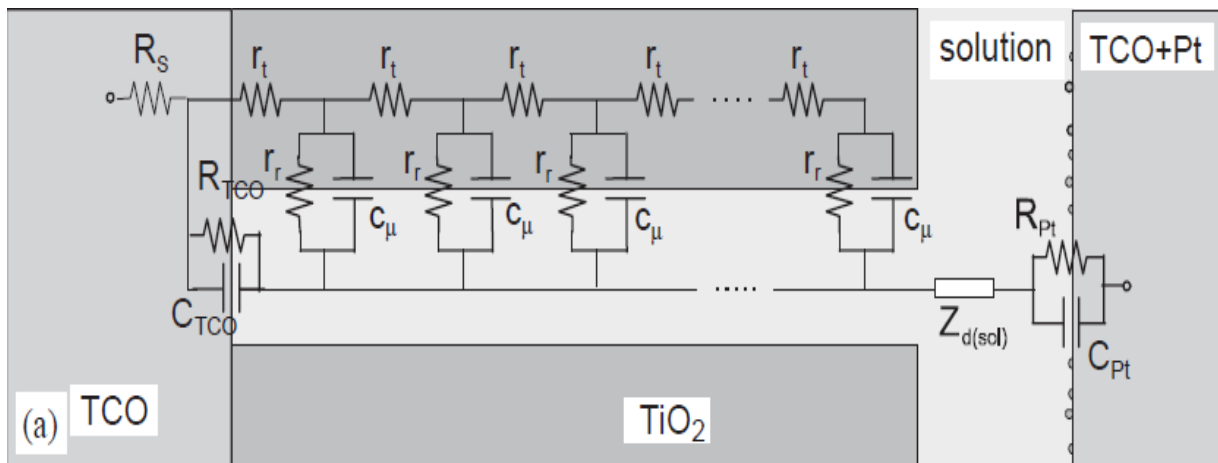 solution TCO+Pt
R_S r_t r_t r_t r_t r_t
r_r r_r r_r r_r
R_TCO
c_μ c_μ c_μ c_μ
R_Pt
C_TCO
Z_d(sol)
C_Pt
(a) TCO TiO₂